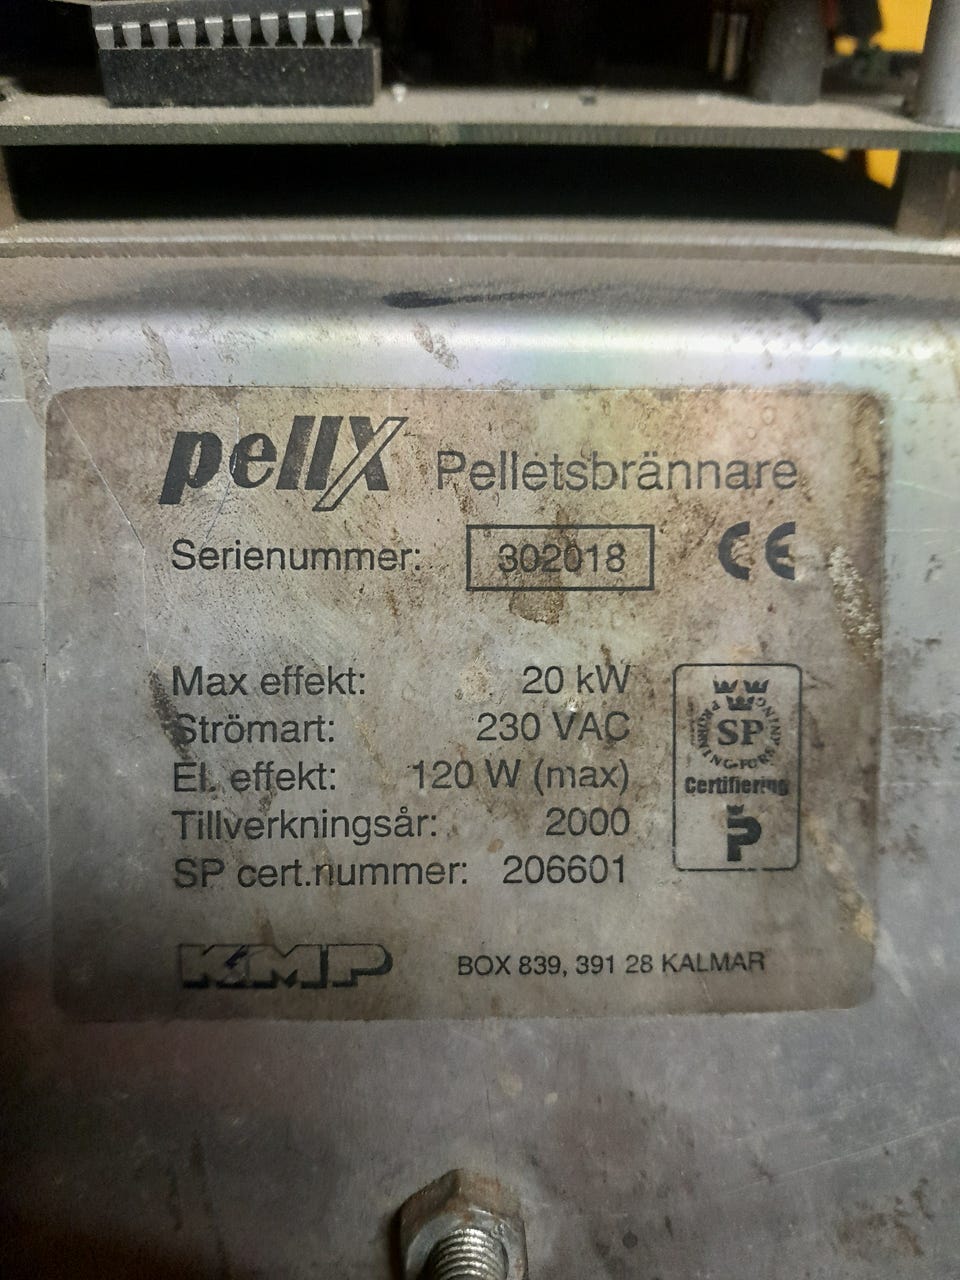 pellX Pelletsbrännare
Serienummer: 302018 CE
Max effekt: 20 kW
Strömart: 230 VAC
El. effekt: 120 W (max)
Tillverkningsår: 2000
SP cert.nummer: 206601
SP
Certifiering
P
KMP BOX 839, 391 28 KALMAR